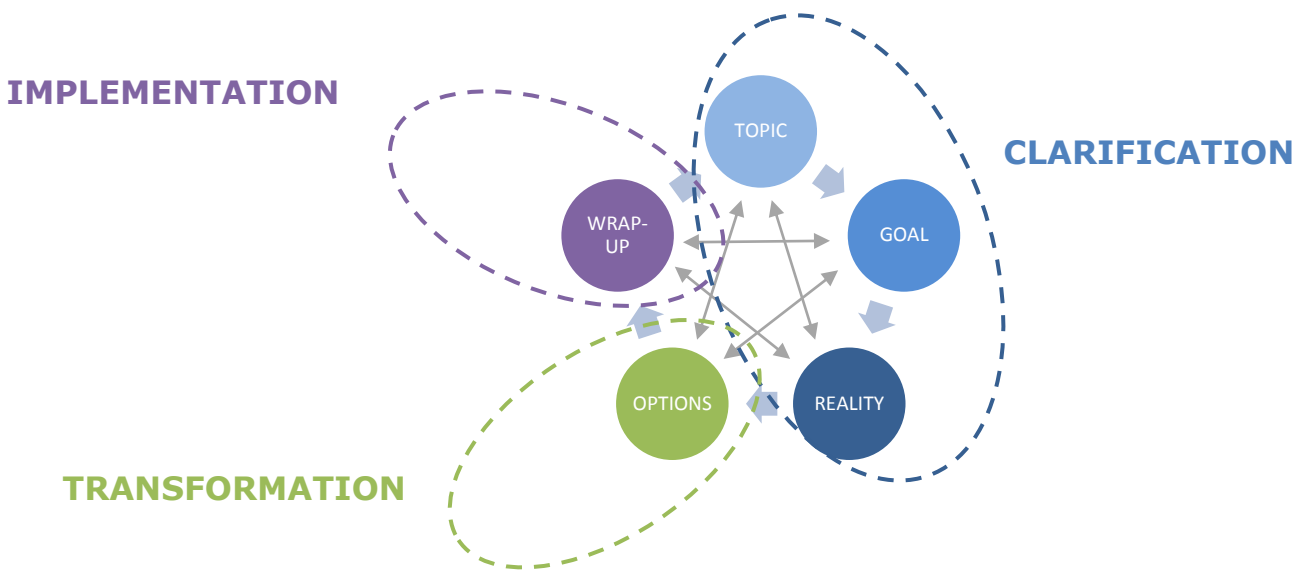 IMPLEMENTATION
TOPIC
CLARIFICATION
WRAP-
UP
GOAL
OPTIONS
REALITY
TRANSFORMATION